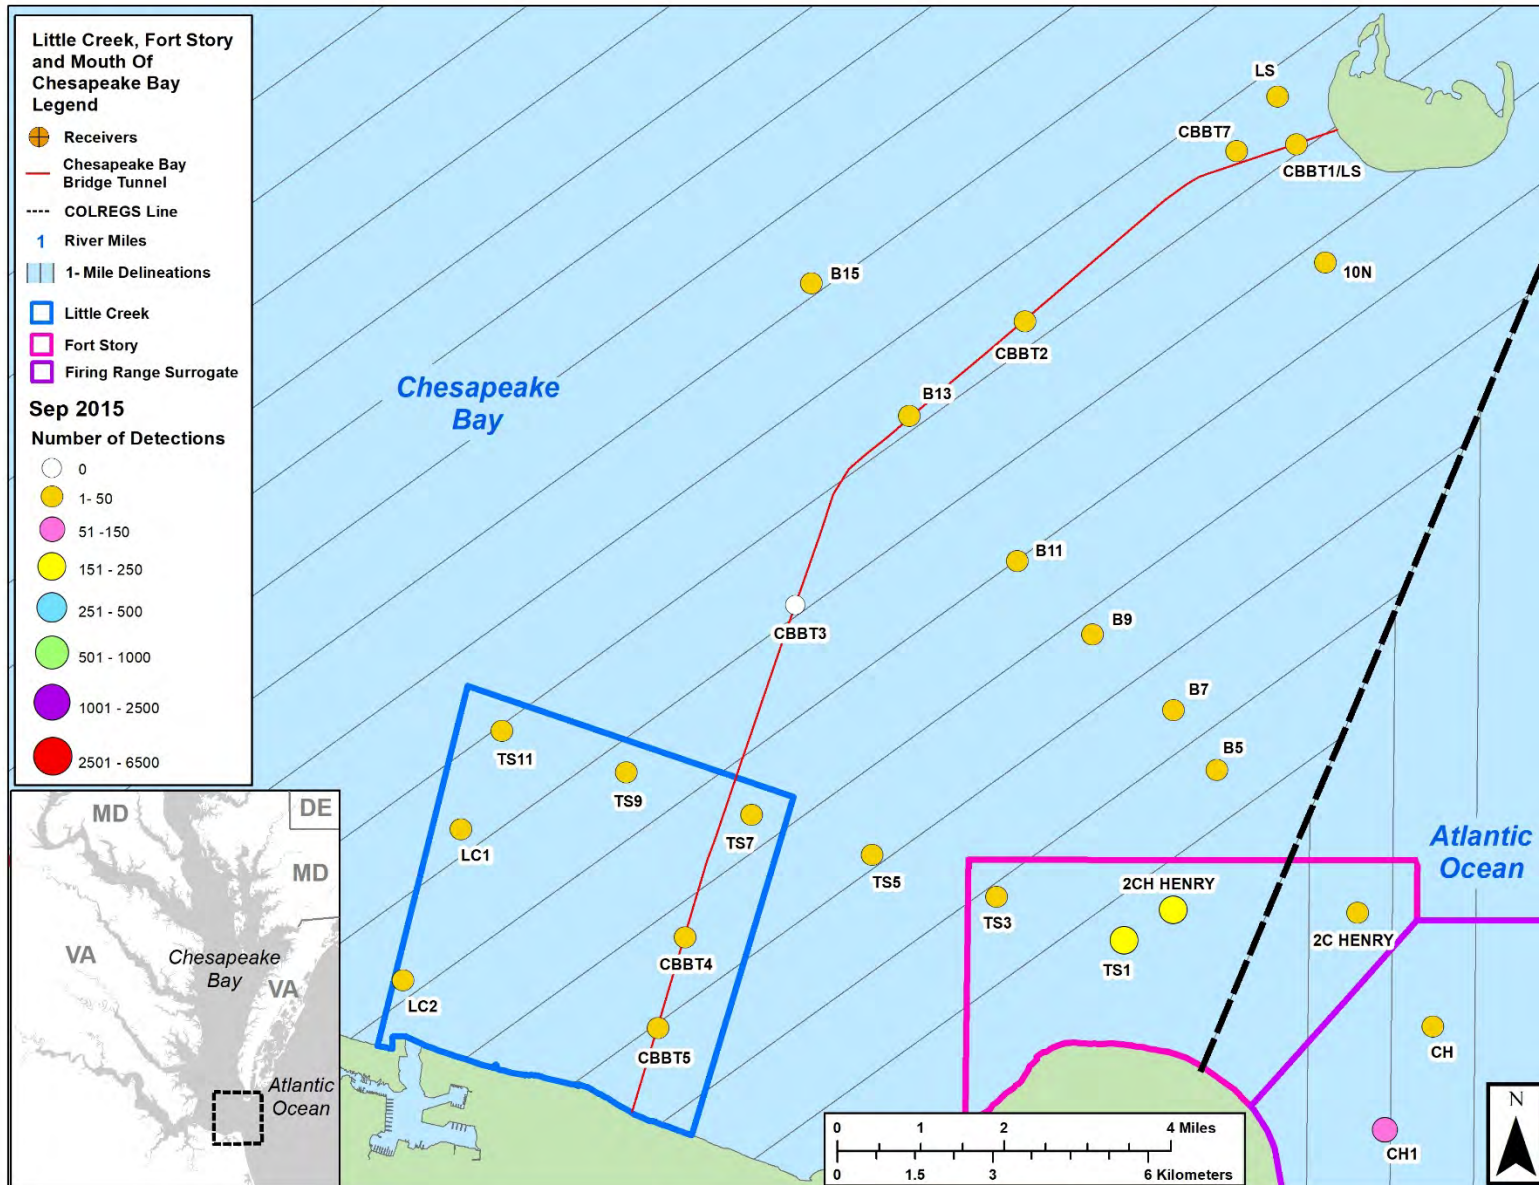 Little Creek, Fort Story
and Mouth Of
Chesapeake Bay
Legend
Receivers
Chesapeake Bay
Bridge Tunnel
COLREGS Line
1 River Miles
1- Mile Delineations
Little Creek
Fort Story
Firing Range Surrogate
Sep 2015
Number of Detections
0
1- 50
51 -150
151 - 250
251 - 500
501 - 1000
1001 - 2500
2501 - 6500
LS
CBBT7
CBBT1/LS
10N
B15
CBBT2
B13
Chesapeake
Bay
B11
CBBT3
B9
B7
B5
TS11
TS9
TS7
LC1
TS5
Atlantic
Ocean
2CH HENRY
TS3
TS1
2C HENRY
CBBT4
LC2
CBBT5
CH
CH1
MD
DE
MD
VA
Chesapeake
Bay
VA
Atlantic
Ocean
0 1 2 4 Miles
0 1.5 3 6 Kilometers
N